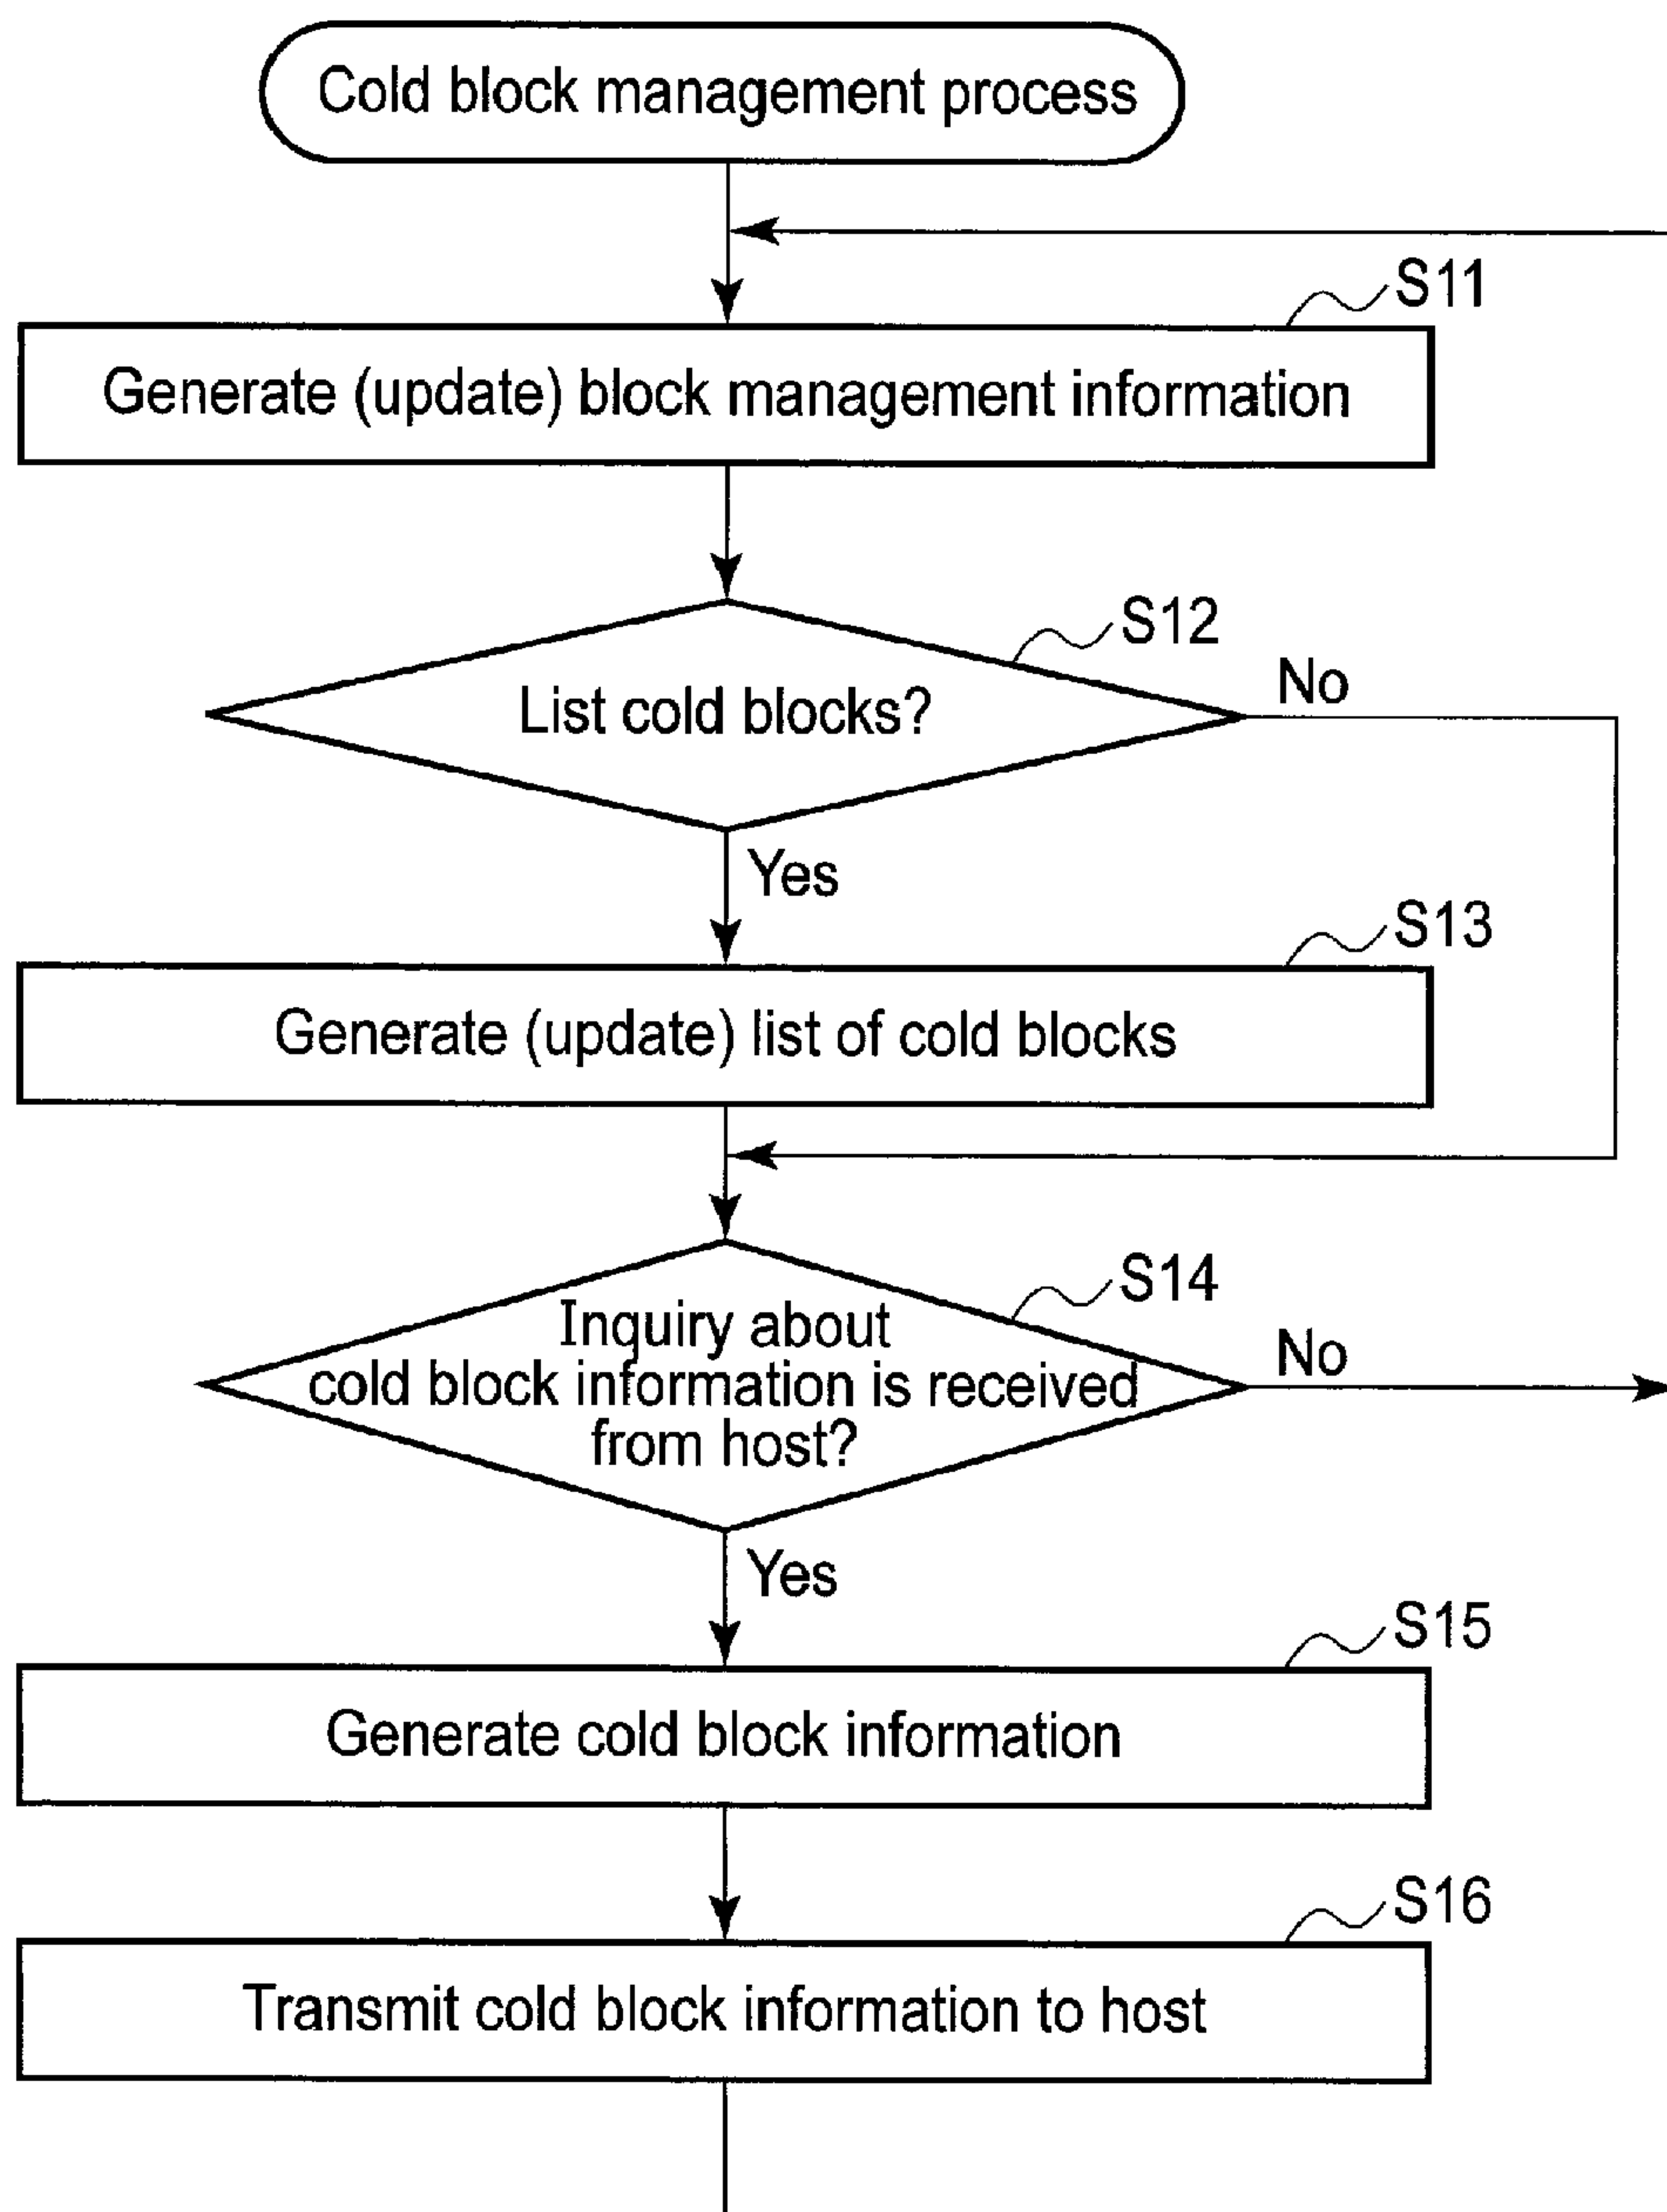 Cold block management process
S11
Generate (update) block management information
S12
List cold blocks?
No
Yes
S13
Generate (update) list of cold blocks
S14
Inquiry about
cold block information is received
from host?
No
Yes
S15
Generate cold block information
S16
Transmit cold block information to host